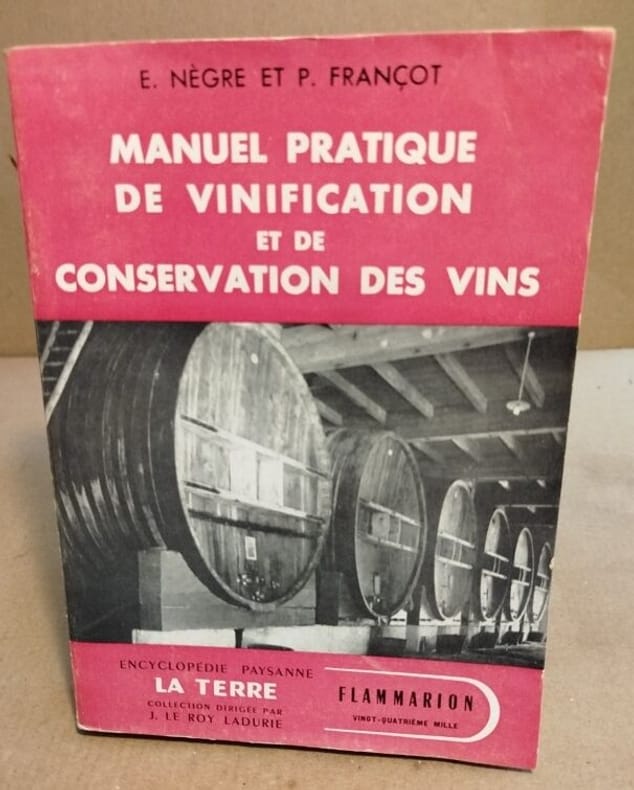 E. NÈGRE ET P. FRANÇOT
MANUEL PRATIQUE
DE VINIFICATION
ET DE
CONSERVATION DES VINS
ENCYCLOPÉDIE PAYSANNE
LA TERRE
COLLECTION DIRIGÉE PAR
J. LE ROY LADURIE
FLAMMARION
VINGT-QUATRIÈME MILLE